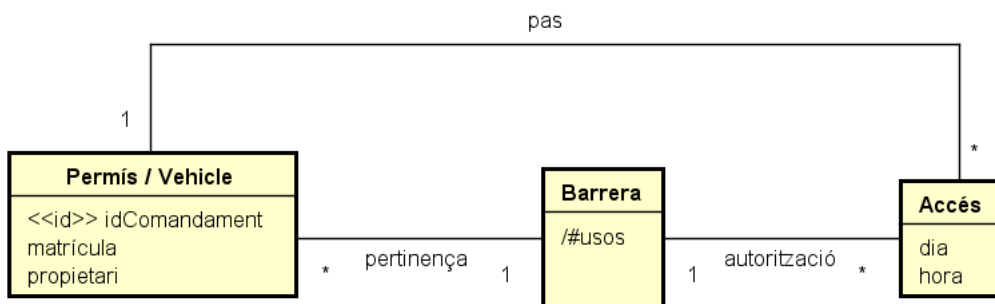 pas
1
*
Permís / Vehicle
<<id>> idComandament
matrícula
propietari
*
pertinença
1
Barrera
/#usos
1
autorització
*
Accés
dia
hora